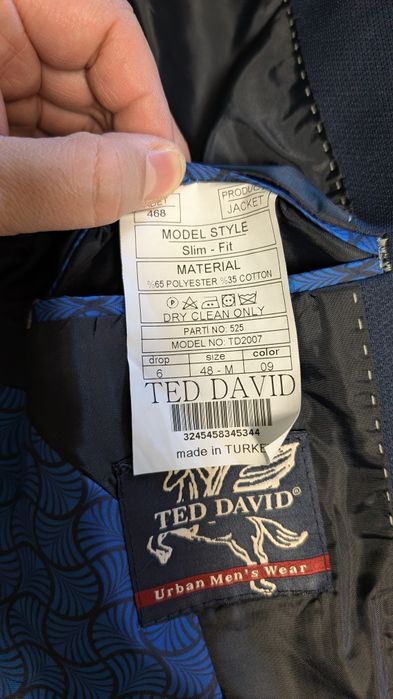 468
PRODUCT
JACKET
MODEL STYLE
Slim - Fit
MATERIAL
%65 POLYESTER %35 COTTON
P
DRY CLEAN ONLY
PARTI NO: 525
MODEL NO: TD2007
drop size color
6 48 - M 09
TED DAVID
3245458345344
made in TURKE
TED DAVID®
Urban Men's Wear